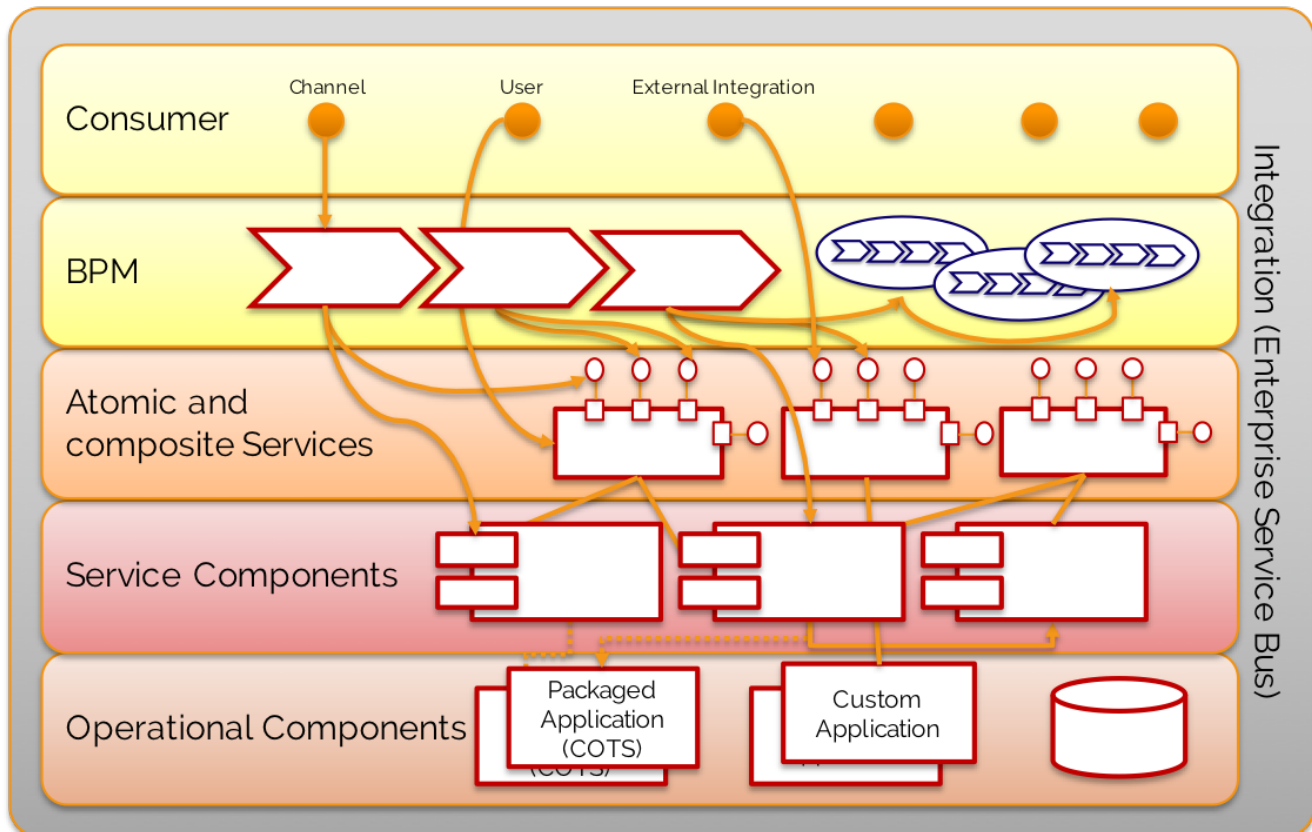 Channel
User
External Integration
Consumer
BPM
Atomic and
composite Services
Service Components
Operational Components
Packaged
Application
(COTS)
(COTS)
Custom
Application
Integration (Enterprise Service Bus)